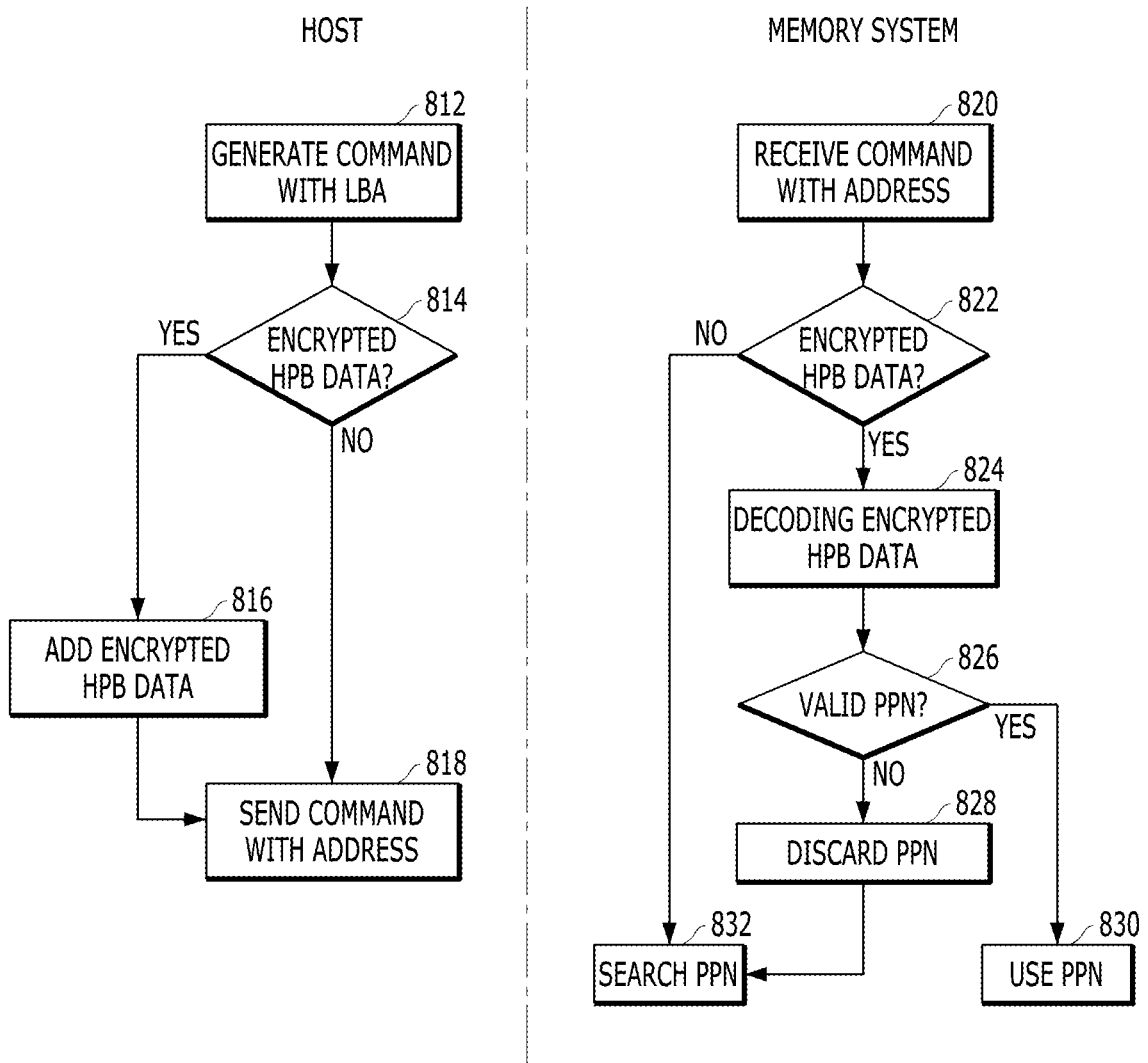 HOST
812
GENERATE COMMAND
WITH LBA
814
YES
ENCRYPTED
HPB DATA?
NO
816
ADD ENCRYPTED
HPB DATA
818
SEND COMMAND
WITH ADDRESS
MEMORY SYSTEM
820
RECEIVE COMMAND
WITH ADDRESS
822
NO
ENCRYPTED
HPB DATA?
YES
824
DECODING ENCRYPTED
HPB DATA
826
VALID PPN?
YES
NO
828
DISCARD PPN
832
SEARCH PPN
830
USE PPN